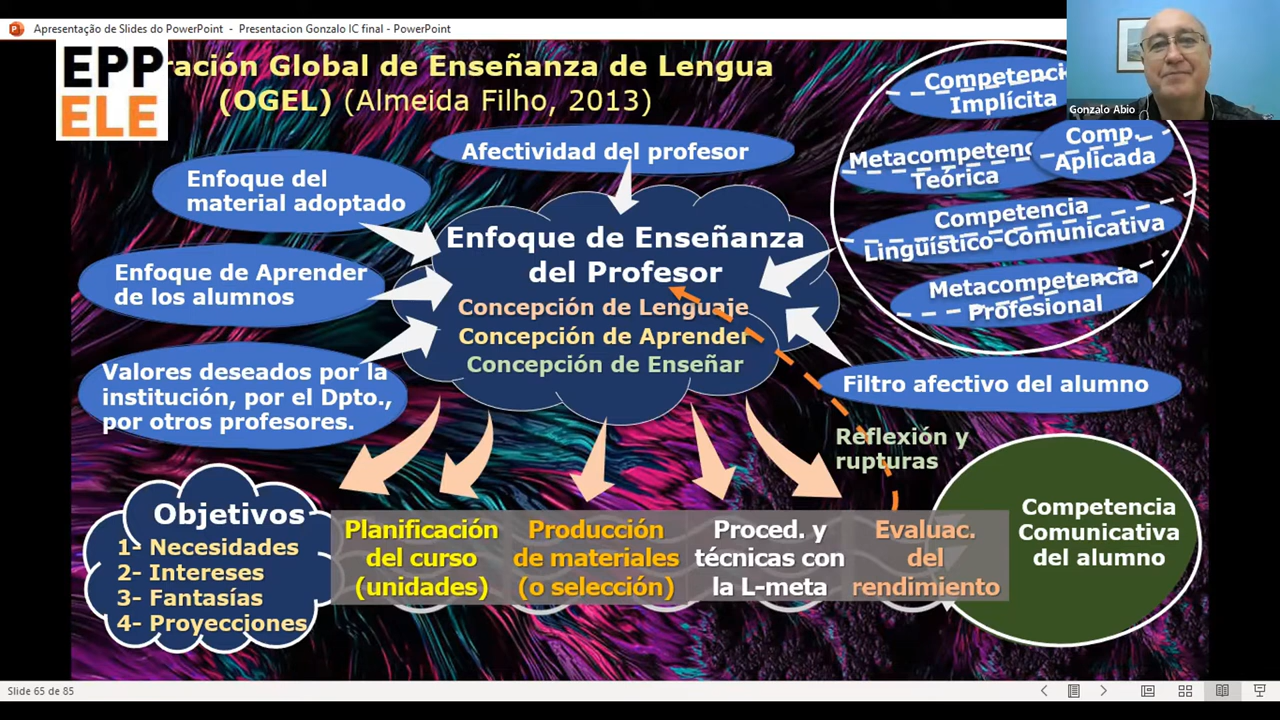 Apresentação de Slides do PowerPoint - Presentacion Gonzalo IC final - PowerPoint
EPP
ELE
ración Global de Enseñanza de Lengua
(OGEL) (Almeida Filho, 2013)
Gonzalo Abio
Competenci
Implícita
Metacompetenc
Teórica
Comp.
Aplicada
Competencia
Lingüístico-Comunicativa
Metacompetencia
Profesional
Afectividad del profesor
Enfoque del
material adoptado
Enfoque de Aprender
de los alumnos
Valores deseados por la
institución, por el Dpto.,
por otros profesores.
Enfoque de Enseñanza
del Profesor
Concepción de Lenguaje
Concepción de Aprender
Concepción de Enseñar
Filtro afectivo del alumno
Reflexión y
rupturas
Objetivos
1- Necesidades
2- Intereses
3- Fantasías
4- Proyecciones
Planificación
del curso
(unidades)
Producción
de materiales
(o selección)
Proced. y
técnicas con
la L-meta
Evaluac.
del
rendimiento
Competencia
Comunicativa
del alumno
Slide 65 de 85